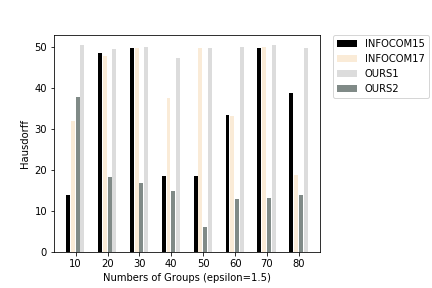 INFOCOM15
INFOCOM17
OURS1
OURS2
50
40
30
20
10
0
Hausdorff
10 20 30 40 50 60 70 80
Numbers of Groups (epsilon=1.5)